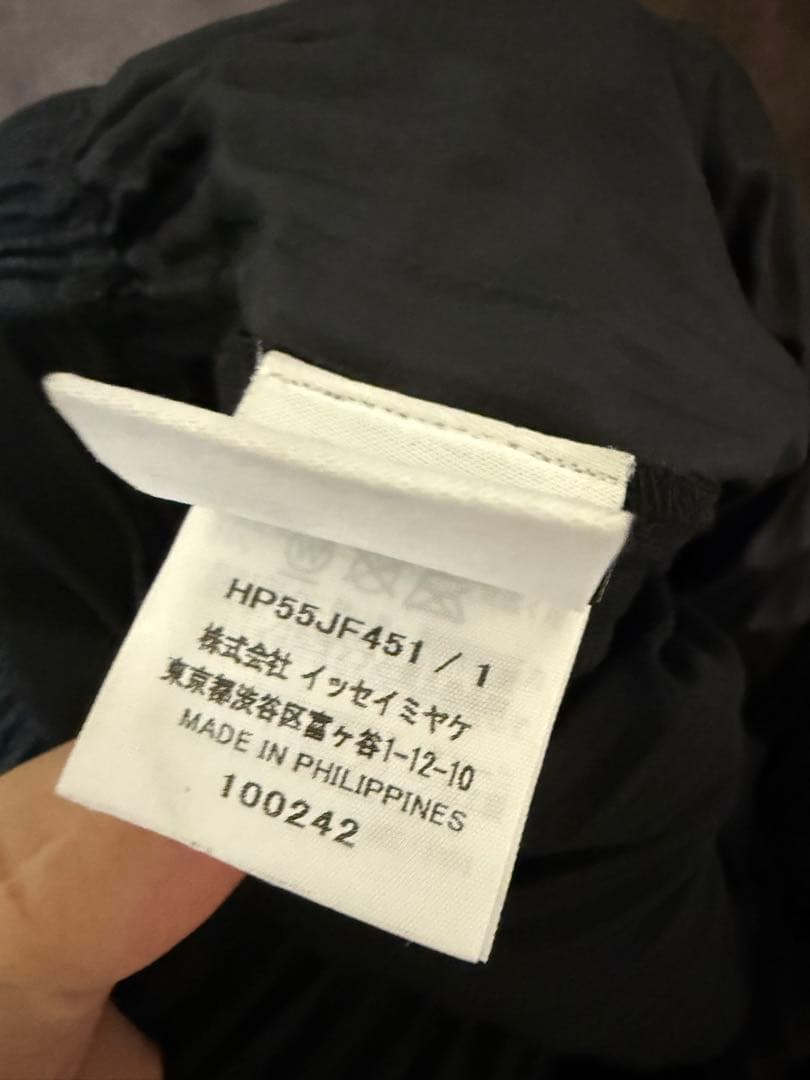 HP55JF451 / 1
株式会社 イッセイミヤケ
東京都渋谷区富ヶ谷1-12-10
MADE IN PHILIPPINES
100242